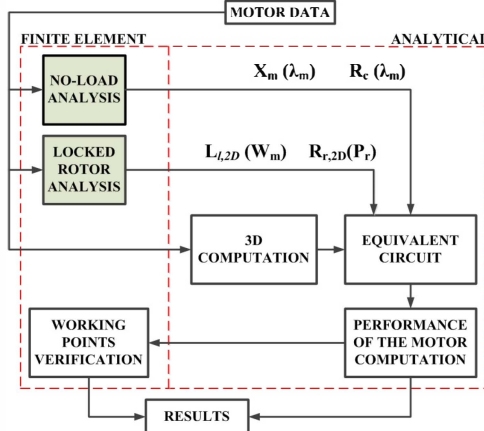 MOTOR DATA
FINITE ELEMENT
ANALYTICAL
NO-LOAD
ANALYSIS
Xm (λm) Rc (λm)
LOCKED
ROTOR
ANALYSIS
Ll,2D (Wm) Rr,2D(Pr)
3D
COMPUTATION
EQUIVALENT
CIRCUIT
WORKING
POINTS
VERIFICATION
PERFORMANCE
OF THE MOTOR
COMPUTATION
RESULTS